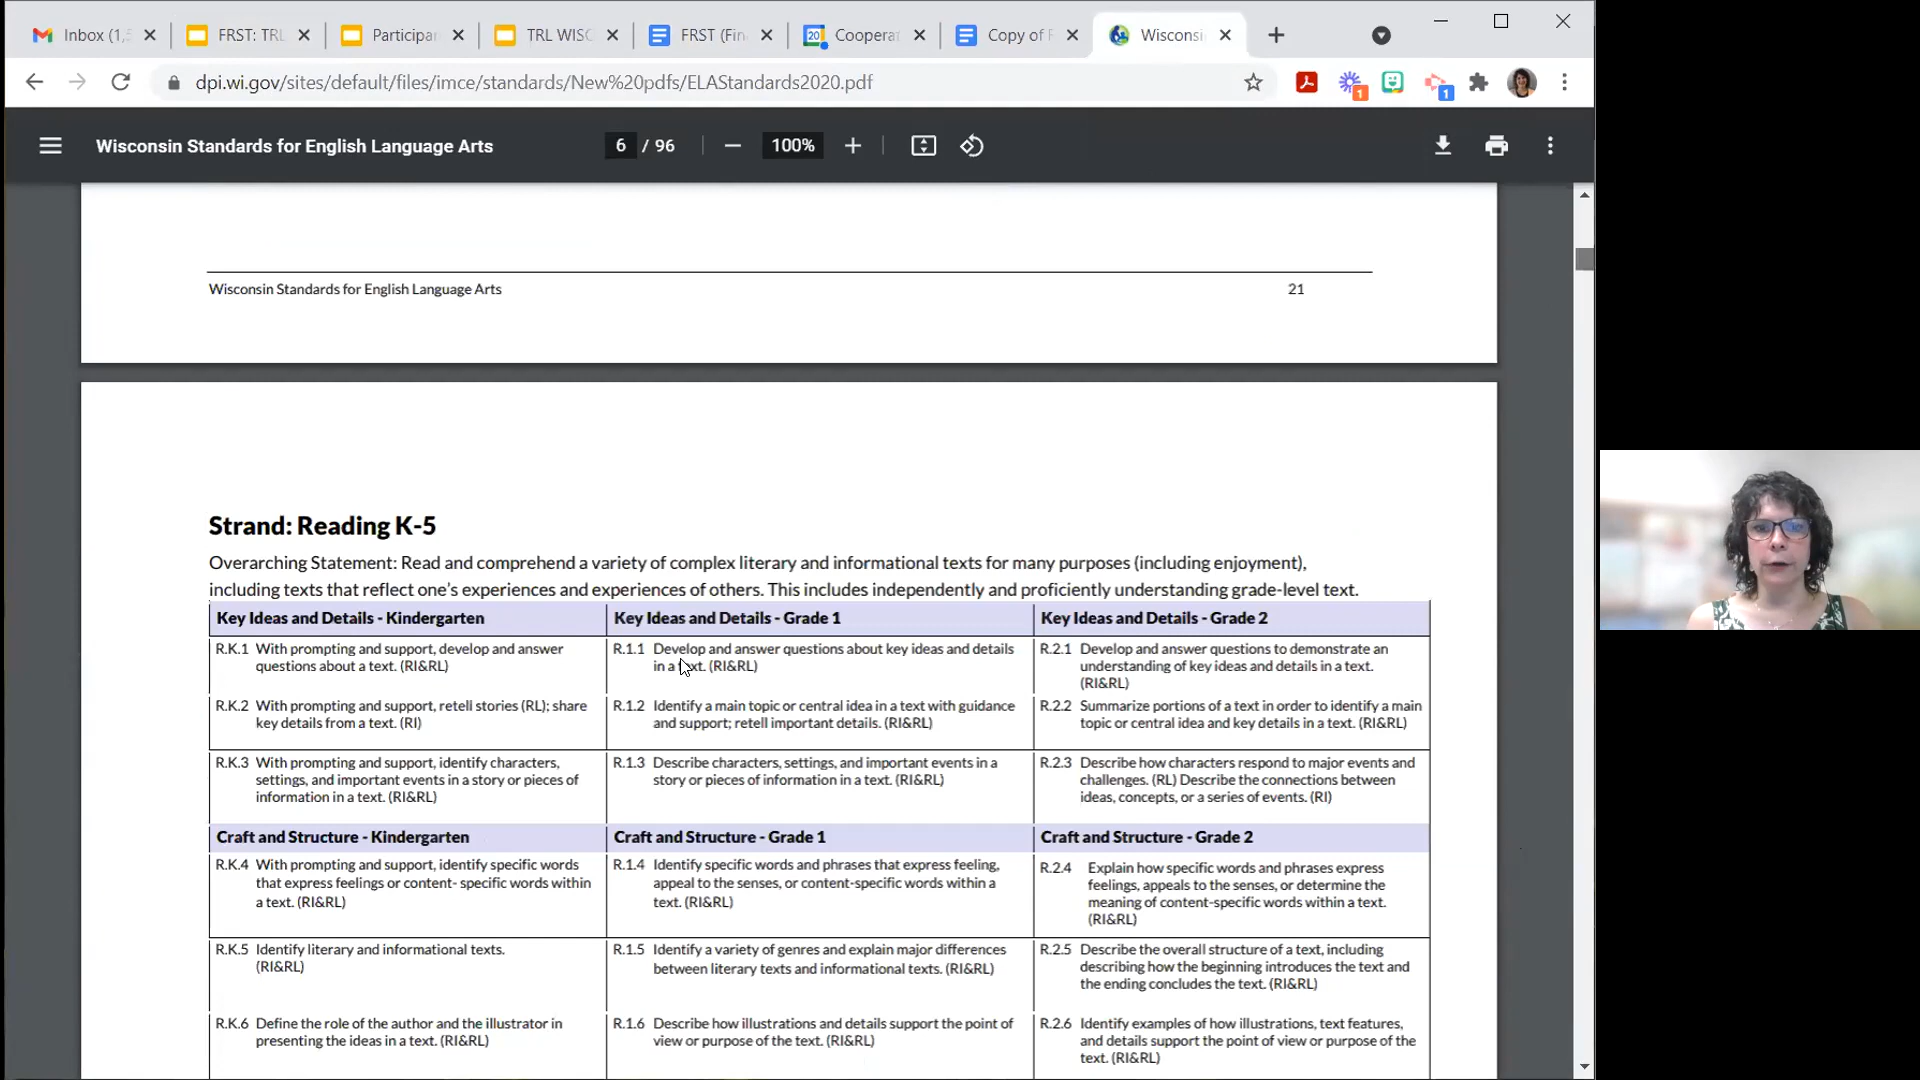 Inbox (1,
FRST: TRL
Participa
TRL WISC
FRST (Fin
20
Coopera
Copy of
Wisconsi
dpi.wi.gov/sites/default/files/imce/standards/New%20pdfs/ELAStandards2020.pdf
1
1
Wisconsin Standards for English Language Arts
6 / 96
100%
Wisconsin Standards for English Language Arts 21
Strand: Reading K-5
Overarching Statement: Read and comprehend a variety of complex literary and informational texts for many purposes (including enjoyment),
including texts that reflect one's experiences and experiences of others. This includes independently and proficiently understanding grade-level text.
Key Ideas and Details - Kindergarten
Key Ideas and Details - Grade 1
Key Ideas and Details - Grade 2
R.K.1 With prompting and support, develop and answer
questions about a text. (RI&RL)
R.1.1 Develop and answer questions about key ideas and details
in a text. (RI&RL)
R.2.1 Develop and answer questions to demonstrate an
understanding of key ideas and details in a text.
(RI&RL)
R.K.2 With prompting and support, retell stories (RL); share
key details from a text. (RI)
R.1.2 Identify a main topic or central idea in a text with guidance
and support; retell important details. (RI&RL)
R.2.2 Summarize portions of a text in order to identify a main
topic or central idea and key details in a text. (RI&RL)
R.K.3 With prompting and support, identify characters,
settings, and important events in a story or pieces of
information in a text. (RI&RL)
R.1.3 Describe characters, settings, and important events in a
story or pieces of information in a text. (RI&RL)
R.2.3 Describe how characters respond to major events and
challenges. (RL) Describe the connections between
ideas, concepts, or a series of events. (RI)
Craft and Structure - Kindergarten
Craft and Structure - Grade 1
Craft and Structure - Grade 2
R.K.4 With prompting and support, identify specific words
that express feelings or content- specific words within
a text. (RI&RL)
R.1.4 Identify specific words and phrases that express feeling,
appeal to the senses, or content-specific words within a
text. (RI&RL)
R.2.4 Explain how specific words and phrases express
feelings, appeals to the senses, or determine the
meaning of content-specific words within a text.
(RI&RL)
R.K.5 Identify literary and informational texts.
(RI&RL)
R.1.5 Identify a variety of genres and explain major differences
between literary texts and informational texts. (RI&RL)
R.2.5 Describe the overall structure of a text, including
describing how the beginning introduces the text and
the ending concludes the text. (RI&RL)
R.K.6 Define the role of the author and the illustrator in
presenting the ideas in a text. (RI&RL)
R.1.6 Describe how illustrations and details support the point of
view or purpose of the text. (RI&RL)
R.2.6 Identify examples of how illustrations, text features,
and details support the point of view or purpose of the
text. (RI&RL)